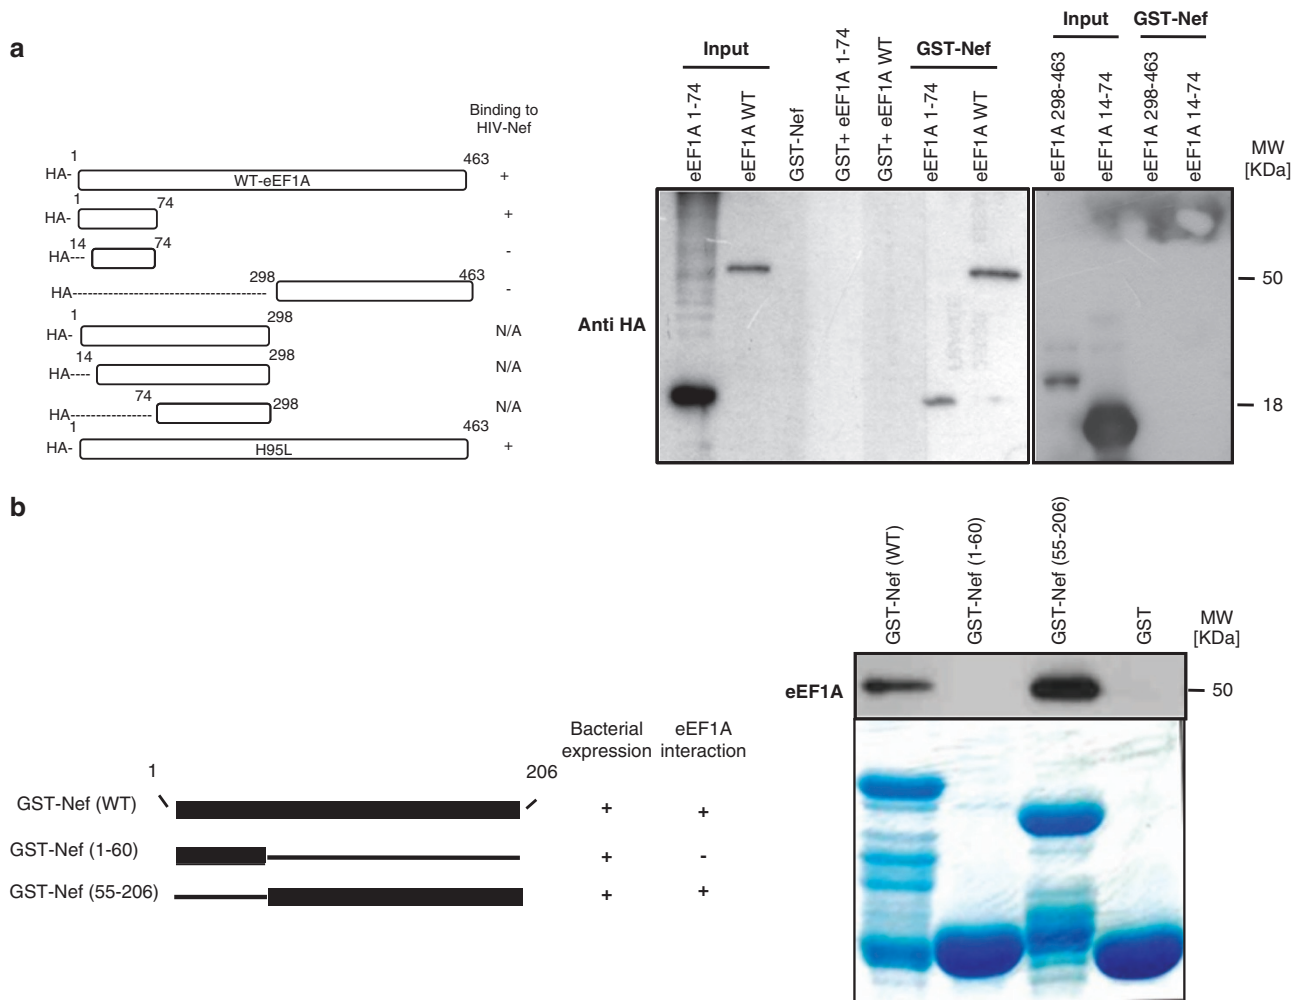 a
Binding to
HIV-Nef
1
463
HA-
WT-eEF1A
+
1
74
HA-
+
14
74
HA---
-
298
463
HA
-
1
298
HA-
N/A
14
298
HA----
N/A
74
298
HA
N/A
1
463
HA-
H95L
+
Input
GST-Nef
eEF1A 1-74
eEF1A WT
GST-Nef
GST+ eEF1A 1-74
GST+ eEF1A WT
eEF1A 1-74
eEF1A WT
Input
GST-Nef
eEF1A 298-463
eEF1A 14-74
eEF1A 298-463
eEF1A 14-74
MW
[KDa]
Anti HA
50
18
b
Bacterial
expression
eEF1A
interaction
1
206
GST-Nef (WT)
+ +
GST-Nef (1-60)
+ -
GST-Nef (55-206)
+ +
GST-Nef (WT)
GST-Nef (1-60)
GST-Nef (55-206)
GST
MW
[KDa]
eEF1A
50